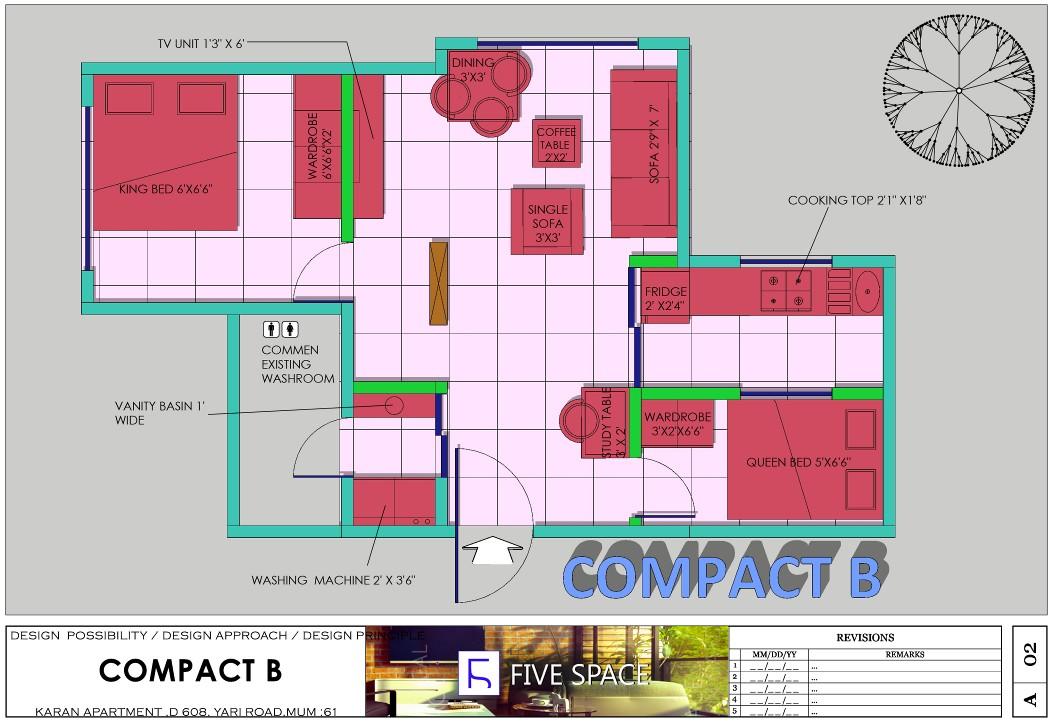 TV UNIT 1'3" X 6'
DINING
3'X3'
WARDROBE
6'X6'6"X2'
KING BED 6'X6'6"
COFFEE
TABLE
2'X2'
SOFA 2'9"X 7'
SINGLE
SOFA
3'X3'
COOKING TOP 2'1" X1'8"
FRIDGE
2' X2'4"
COMMEN
EXISTING
WASHROOM
VANITY BASIN 1'
WIDE
STUDY TABLE
3' X 2'
WARDROBE
3'X2'X6'6"
QUEEN BED 5'X6'6"
WASHING MACHINE 2' X 3'6"
COMPACT B
DESIGN POSSIBILITY / DESIGN APPROACH / DESIGN PRINCIPLE
COMPACT B
KARAN APARTMENT ,D 608, YARI ROAD,MUM :61
FIVE SPACE
REVISIONS
MM/DD/YY REMARKS
1 __/__/__ ...
2 __/__/__ ...
3 __/__/__ ...
4 __/__/__ ...
5 __/__/__ ...
02
A